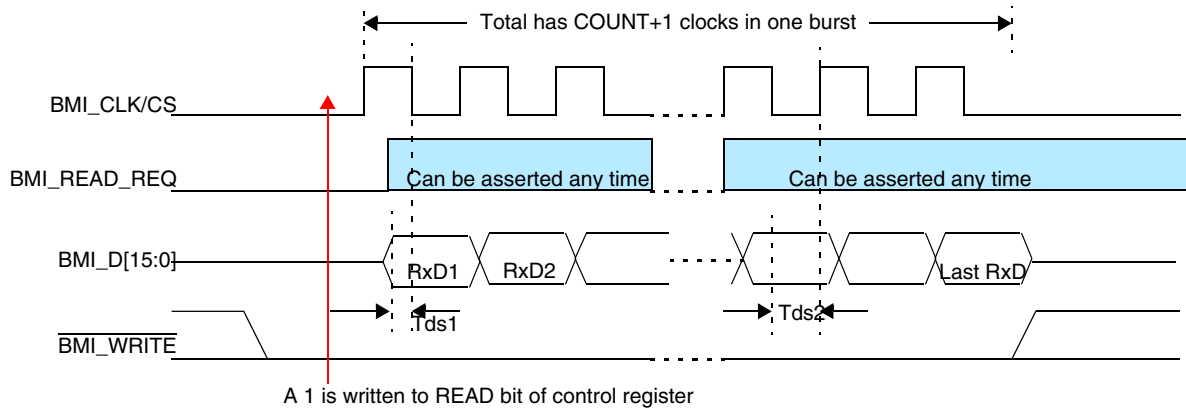 Total has COUNT+1 clocks in one burst
BMI_CLK/CS
BMI_READ_REQ
Can be asserted any time
Can be asserted any time
BMI_D[15:0]
RxD1
RxD2
Last RxD
Tds1
Tds2
BMI_WRITE
A 1 is written to READ bit of control register